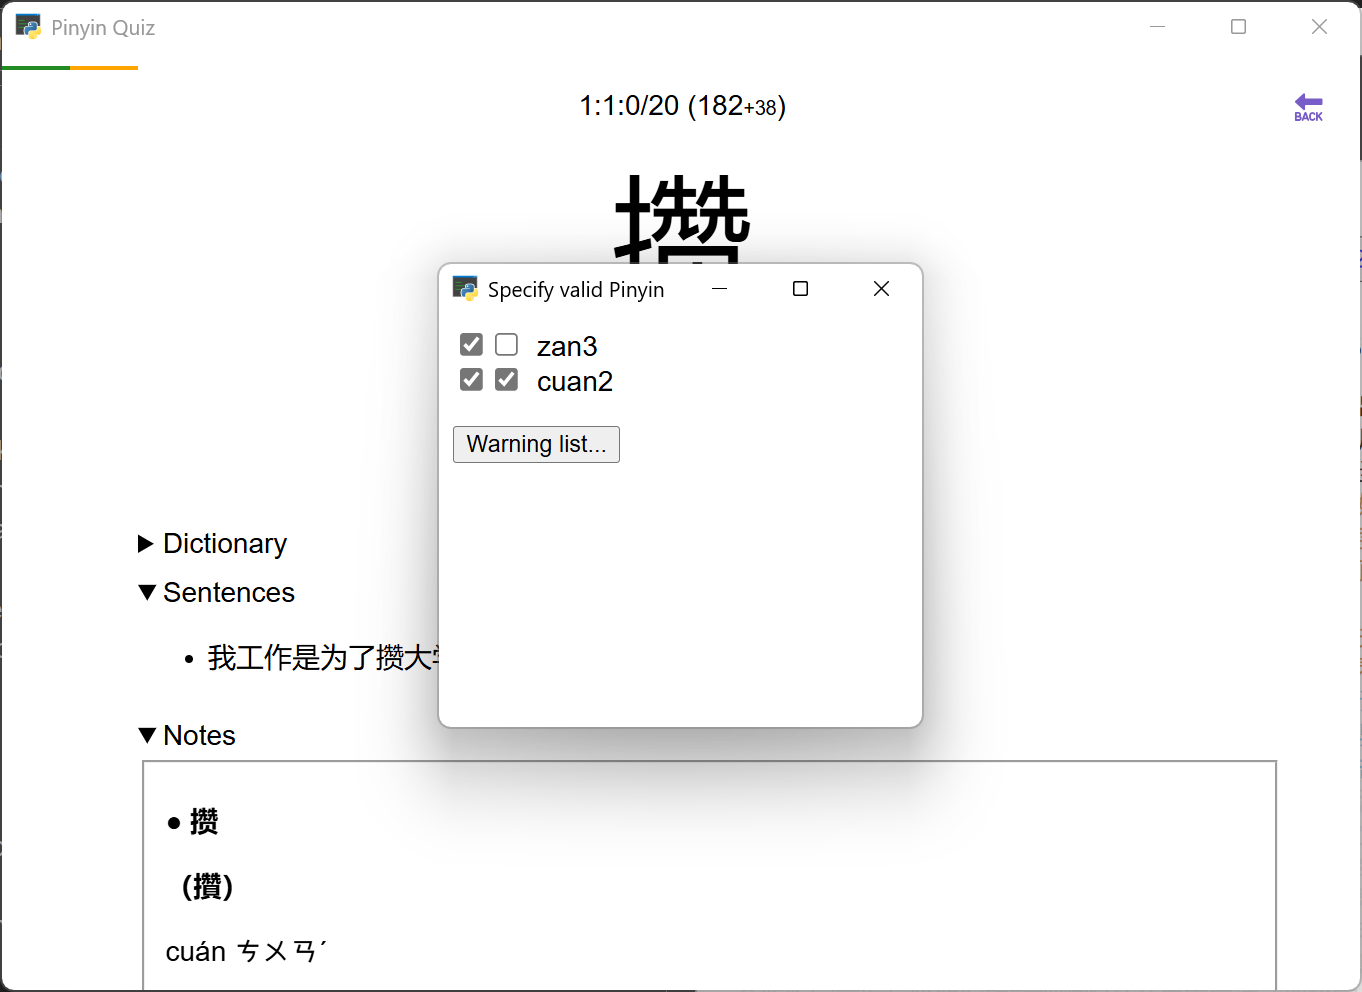 Pinyin Quiz
1:1:0/20 (182+38)
BACK
攢
Specify valid Pinyin
zan3
cuan2
Warning list...
Dictionary
Sentences
• 我工作是为了攒大
Notes
● 攒
(攢)
cuán ㄘㄨㄢˊ